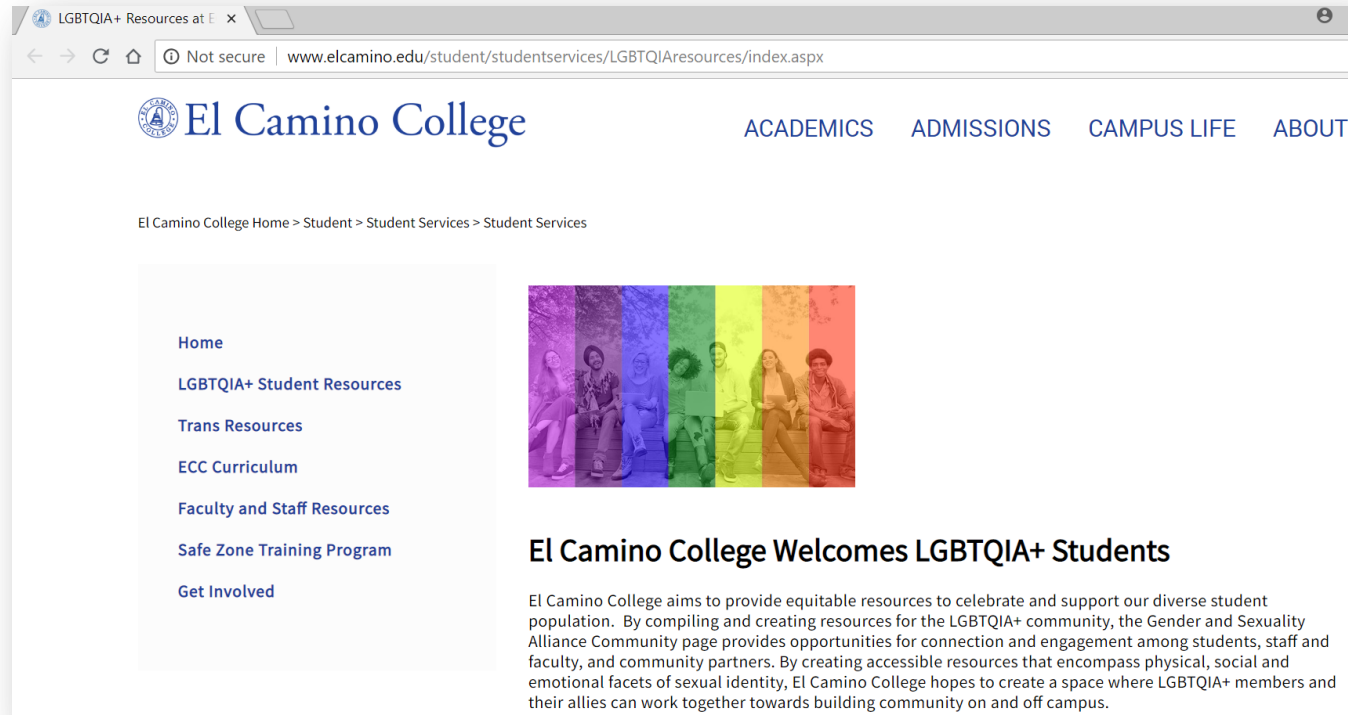 LGBTQIA+ Resources at E
Not secure www.elcamino.edu/student/studentservices/LGBTQIAresources/index.aspx
El Camino College
ACADEMICS ADMISSIONS CAMPUS LIFE ABOUT
El Camino College Home > Student > Student Services > Student Services
Home
LGBTQIA+ Student Resources
Trans Resources
ECC Curriculum
Faculty and Staff Resources
Safe Zone Training Program
Get Involved
El Camino College Welcomes LGBTQIA+ Students
El Camino College aims to provide equitable resources to celebrate and support our diverse student
population. By compiling and creating resources for the LGBTQIA+ community, the Gender and Sexuality
Alliance Community page provides opportunities for connection and engagement among students, staff and
faculty, and community partners. By creating accessible resources that encompass physical, social and
emotional facets of sexual identity, El Camino College hopes to create a space where LGBTQIA+ members and
their allies can work together towards building community on and off campus.